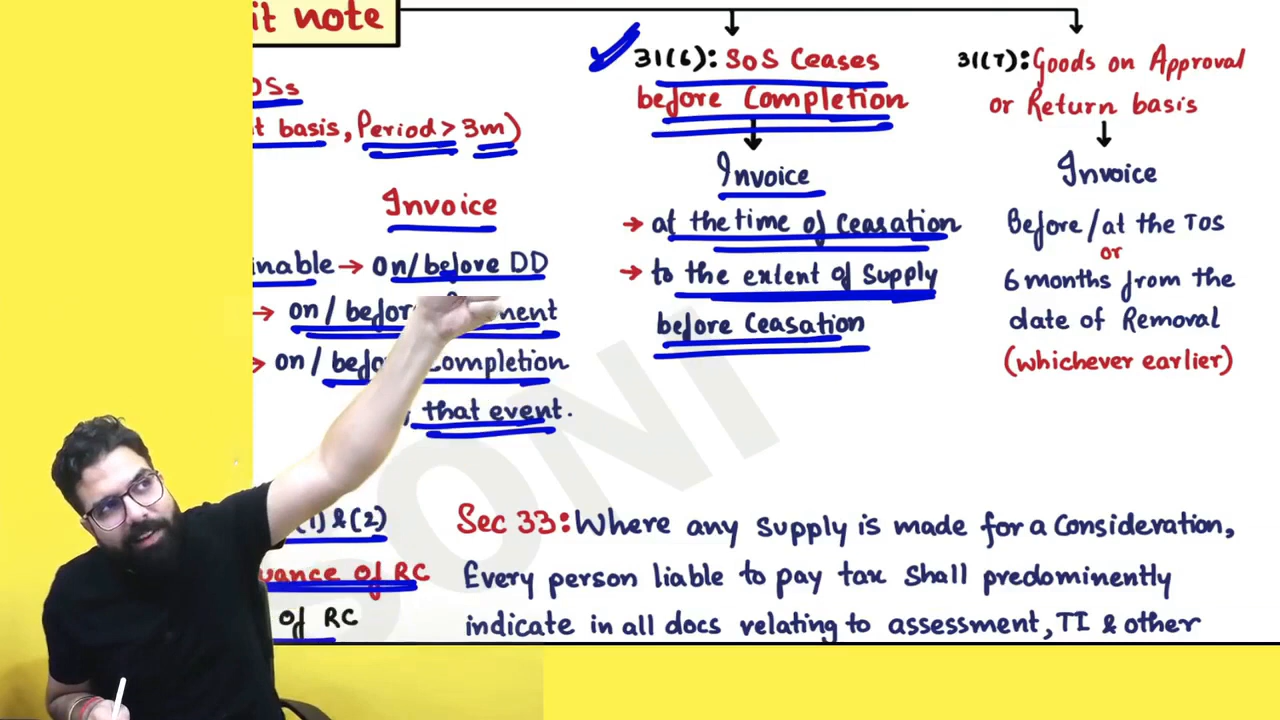 it note
31(6): SoS Ceases
before Completion
Invoice
→ at the time of Ceasation
→ to the extent of Supply
before Ceasation
31(7): Goods on Approval
or Return basis
Invoice
Before/at the TOS
or
6 months from the
date of Removal
(whichever earlier)
OSs
t basis, Period > 3m)
Invoice
inable → on/before DD
→ on/before
→ on/before Completion
that event.
(1) & (2)
uance of RC
of RC
Sec 33: Where any Supply is made for a Consideration,
Every person liable to pay tax Shall predominently
indicate in all docs relating to assessment, TI & other
SONI